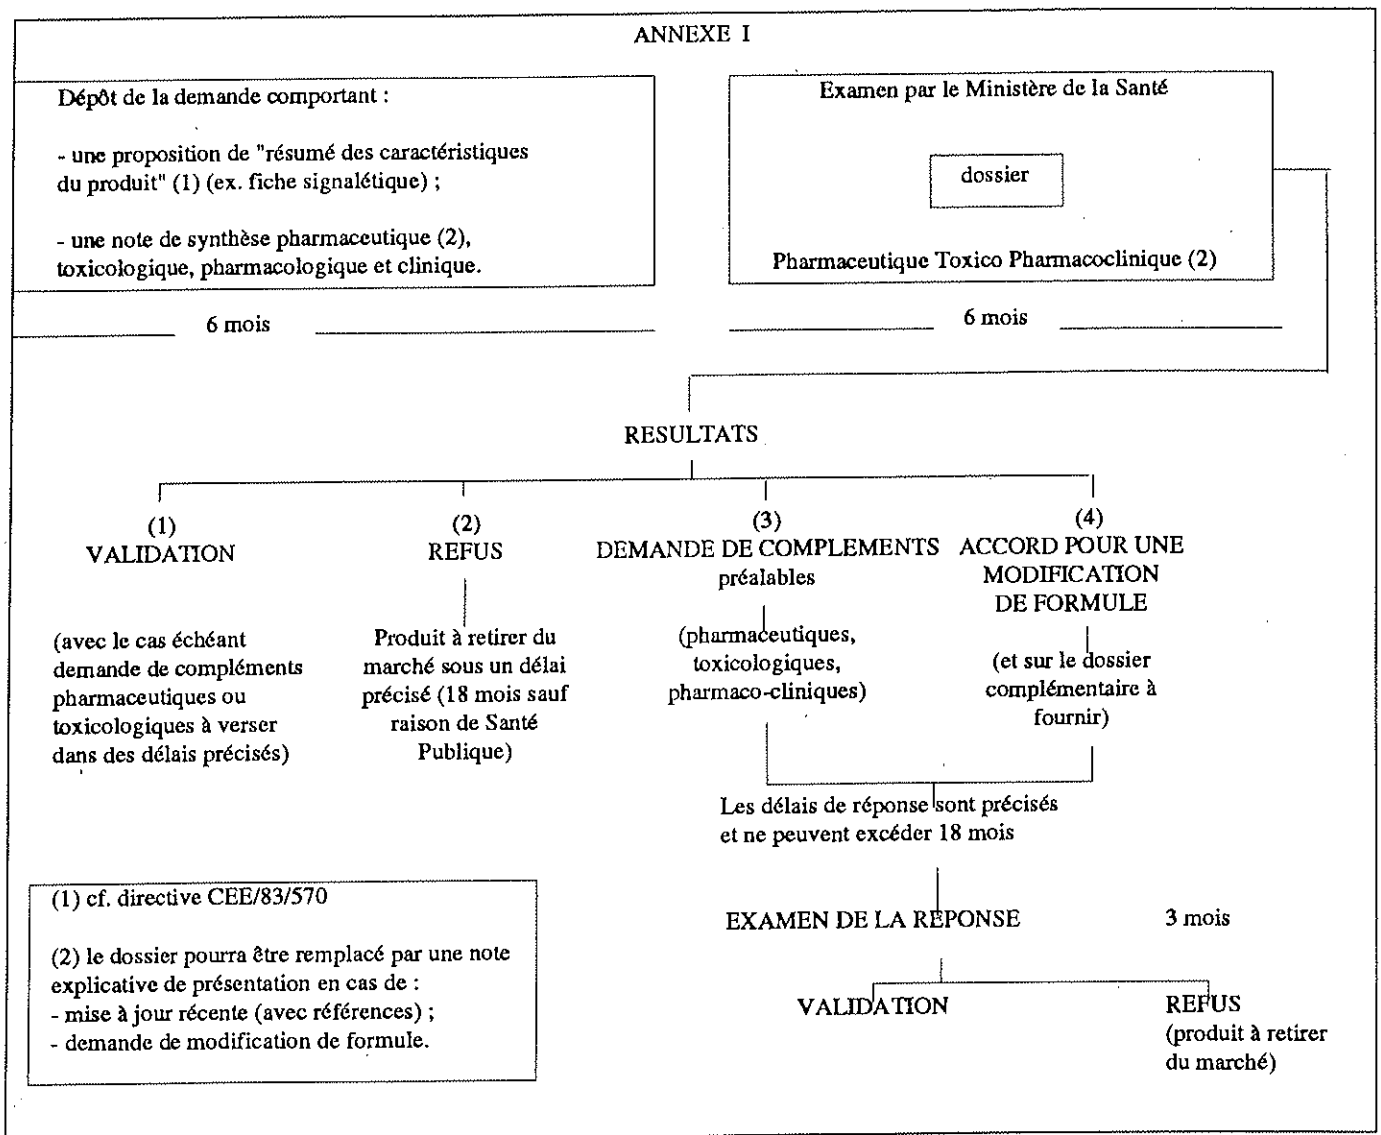 ANNEXE I
Dépôt de la demande comportant :
- une proposition de "résumé des caractéristiques
du produit" (1) (ex. fiche signalétique) ;
- une note de synthèse pharmaceutique (2),
toxicologique, pharmacologique et clinique.
Examen par le Ministère de la Santé
dossier
Pharmaceutique Toxico Pharmacoclinique (2)
6 mois
6 mois
RESULTATS
(1)
VALIDATION
(avec le cas échéant
demande de compléments
pharmaceutiques ou
toxicologiques à verser
dans des délais précisés)
(2)
REFUS
Produit à retirer du
marché sous un délai
précisé (18 mois sauf
raison de Santé
Publique)
(3)
DEMANDE DE COMPLEMENTS
préalables
(pharmaceutiques,
toxicologiques,
pharmaco-cliniques)
(4)
ACCORD POUR UNE
MODIFICATION
DE FORMULE
(et sur le dossier
complémentaire à
fournir)
Les délais de réponse sont précisés
et ne peuvent excéder 18 mois
EXAMEN DE LA REPONSE 3 mois
VALIDATION
REFUS
(produit à retirer
du marché)
(1) cf. directive CEE/83/570
(2) le dossier pourra être remplacé par une note
explicative de présentation en cas de :
- mise à jour récente (avec références) ;
- demande de modification de formule.